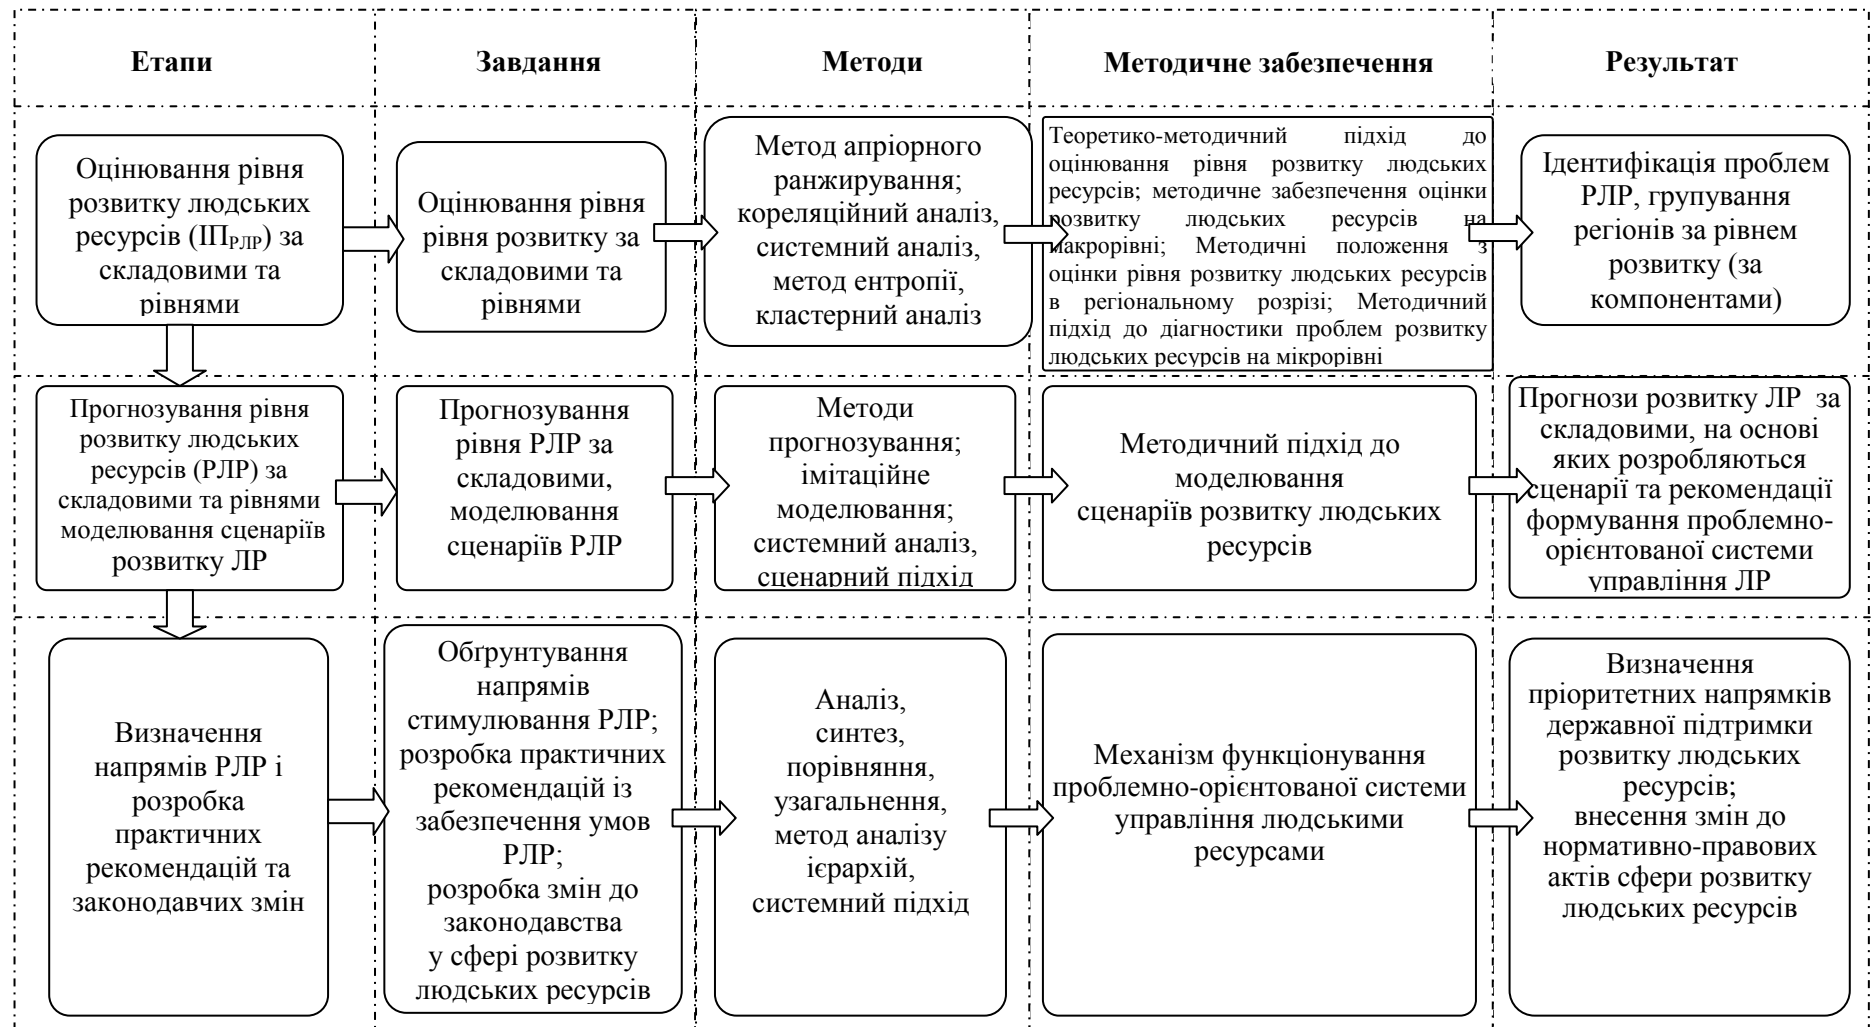 Етапи
Завдання
Методи
Методичне забезпечення
Результат
Оцінювання рівня
розвитку людських
ресурсів (ІПРЛР) за
складовими та
рівнями
Оцінювання рівня
рівня розвитку за
складовими та
рівнями
Метод апріорного
ранжирування;
кореляційний аналіз,
системний аналіз,
метод ентропії,
кластерний аналіз
Теоретико-методичний підхід до
оцінювання рівня розвитку людських
ресурсів; методичне забезпечення оцінки
розвитку людських ресурсів на
макрорівні; Методичні положення з
оцінки рівня розвитку людських ресурсів
в регіональному розрізі; Методичний
підхід до діагностики проблем розвитку
людських ресурсів на мікрорівні
Ідентифікація проблем
РЛР, групування
регіонів за рівнем
розвитку (за
компонентами)
Прогнозування рівня
розвитку людських
ресурсів (РЛР) за
складовими та рівнями
моделювання сценаріїв
розвитку ЛР
Прогнозування
рівня РЛР за
складовими,
моделювання
сценаріїв РЛР
Методи
прогнозування;
імітаційне
моделювання;
системний аналіз,
сценарний підхід
Методичний підхід до
моделювання
сценаріїв розвитку людських
ресурсів
Прогнози розвитку ЛР за
складовими, на основі
яких розробляються
сценарії та рекомендації
формування проблемно-
орієнтованої системи
управління ЛР
Визначення
напрямів РЛР і
розробка
практичних
рекомендацій та
законодавчих змін
Обґрунтування
напрямів
стимулювання РЛР;
розробка практичних
рекомендацій із
забезпечення умов
РЛР;
розробка змін до
законодавства
у сфері розвитку
людських ресурсів
Аналіз,
синтез,
порівняння,
узагальнення,
метод аналізу
ієрархій,
системний підхід
Механізм функціонування
проблемно-орієнтованої системи
управління людськими
ресурсами
Визначення
пріоритетних напрямків
державної підтримки
розвитку людських
ресурсів;
внесення змін до
нормативно-правових
актів сфери розвитку
людських ресурсів